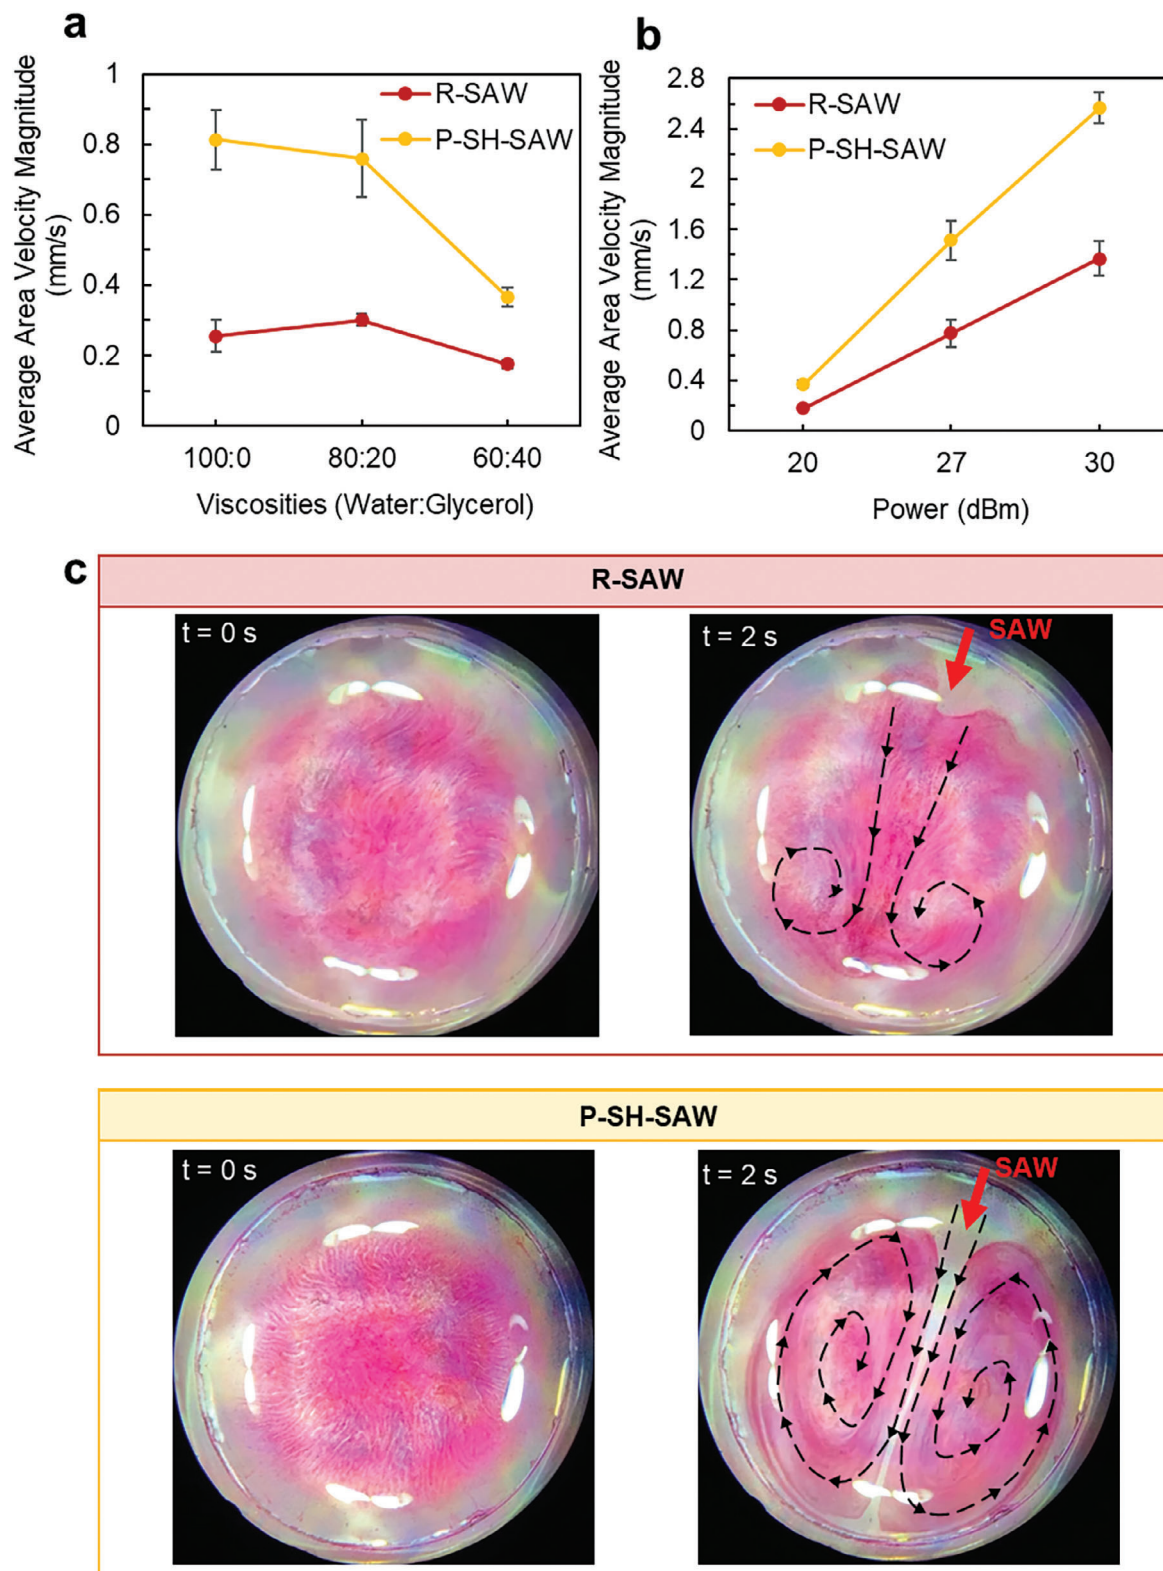 a
Average Area Velocity Magnitude
(mm/s)
1
0.8
0.6
0.4
0.2
0
R-SAW
P-SH-SAW
100:0
80:20
60:40
Viscosities (Water:Glycerol)
b
Average Area Velocity Magnitude
(mm/s)
2.8
2.4
2
1.6
1.2
0.8
0.4
0
R-SAW
P-SH-SAW
20
27
30
Power (dBm)
c
R-SAW
t = 0 s
t = 2 s
SAW
P-SH-SAW
t = 0 s
t = 2 s
SAW